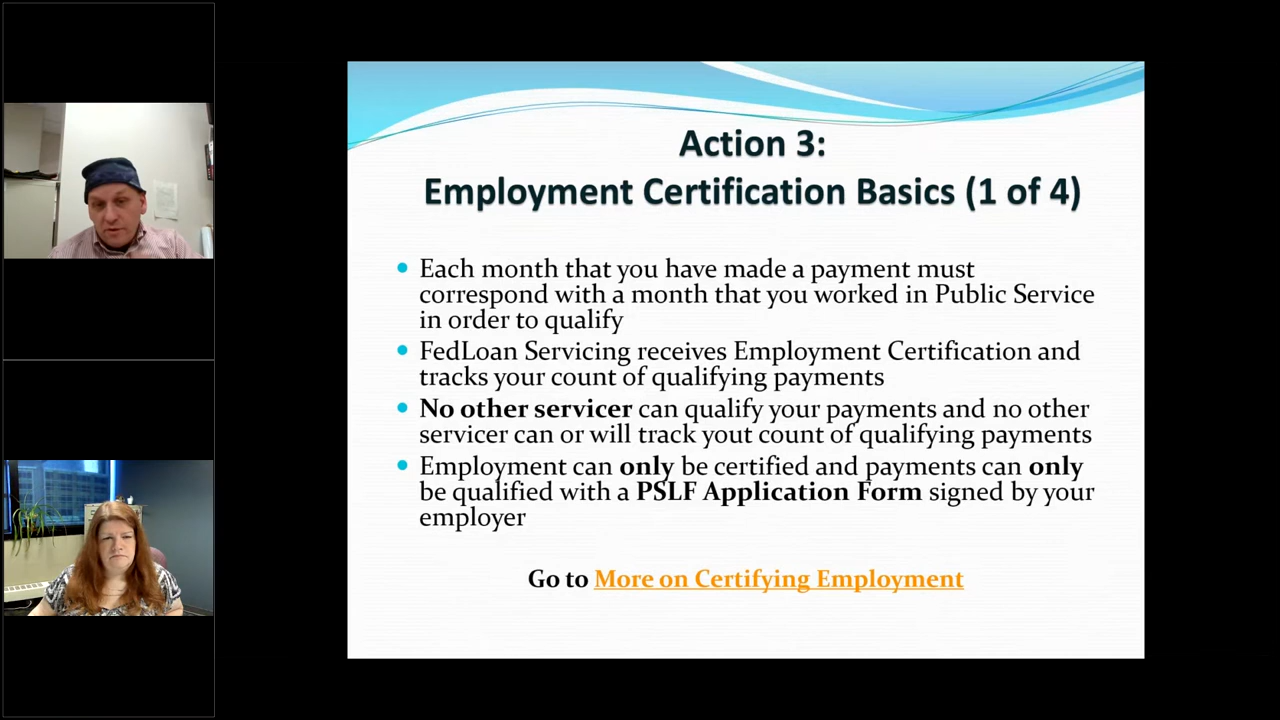 Action 3:
Employment Certification Basics (1 of 4)
Each month that you have made a payment must
correspond with a month that you worked in Public Service
in order to qualify
FedLoan Servicing receives Employment Certification and
tracks your count of qualifying payments
No other servicer can qualify your payments and no other
servicer can or will track yout count of qualifying payments
Employment can only be certified and payments can only
be qualified with a PSLF Application Form signed by your
employer
Go to More on Certifying Employment